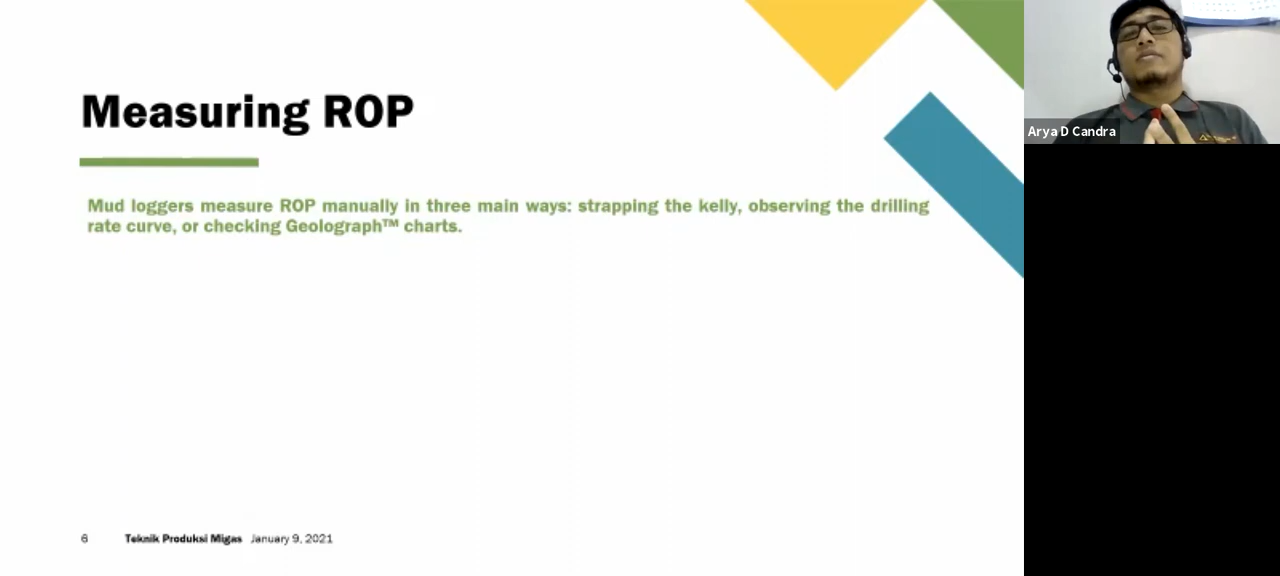 Measuring ROP
Mud loggers measure ROP manually in three main ways: strapping the kelly, observing the drilling
rate curve, or checking Geolograph™ charts.
6 Teknik Produksi Migas January 9, 2021
Arya D Candra